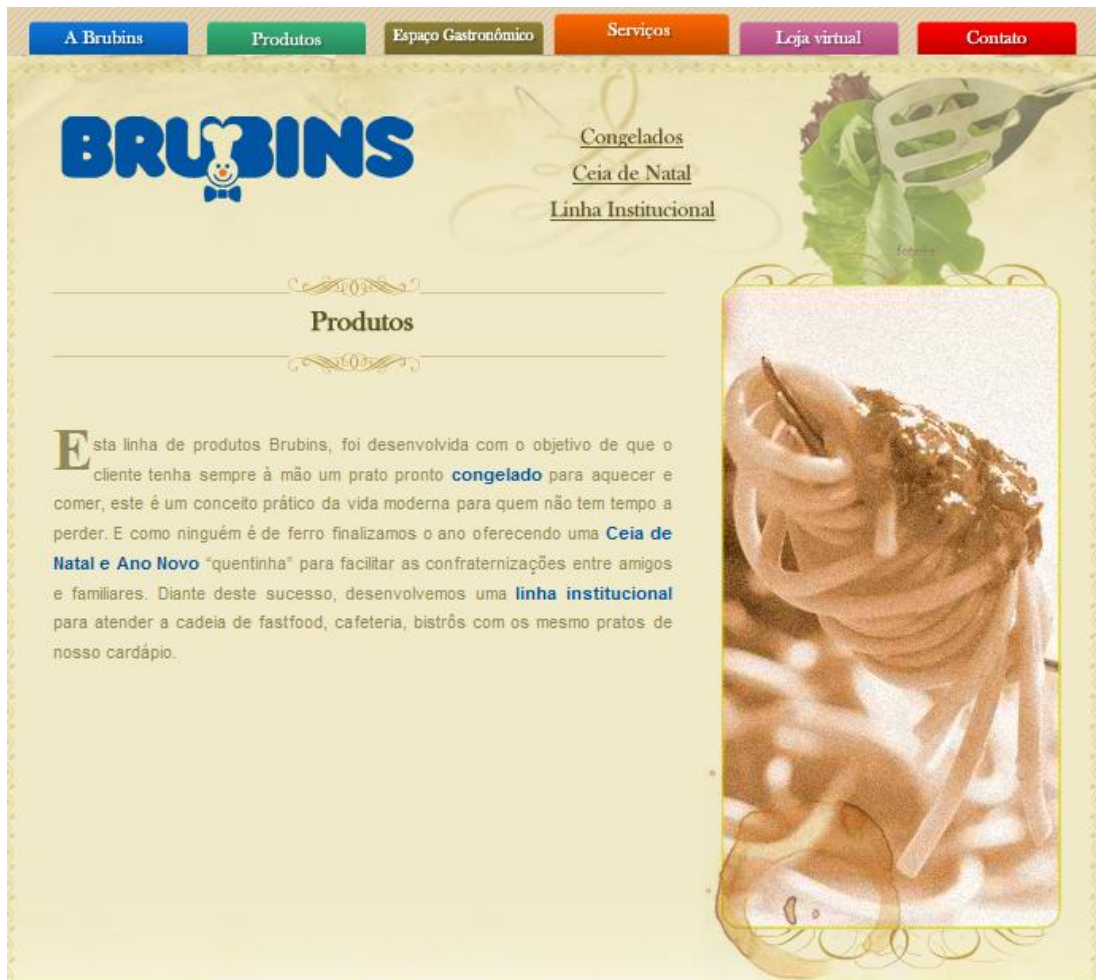 A Brubins
Produtos
Espaço Gastronômico
Serviços
Loja virtual
Contato
BRUBINS
Congelados
Ceia de Natal
Linha Institucional
Produtos
Esta linha de produtos Brubins, foi desenvolvida com o objetivo de que o
cliente tenha sempre à mão um prato pronto congelado para aquecer e
comer, este é um conceito prático da vida moderna para quem não tem tempo a
perder. E como ninguém é de ferro finalizamos o ano oferecendo uma Ceia de
Natal e Ano Novo “quentinha” para facilitar as confraternizações entre amigos
e familiares. Diante deste sucesso, desenvolvemos uma linha institucional
para atender a cadeia de fastfood, cafeteria, bistrôs com os mesmo pratos de
nosso cardápio.